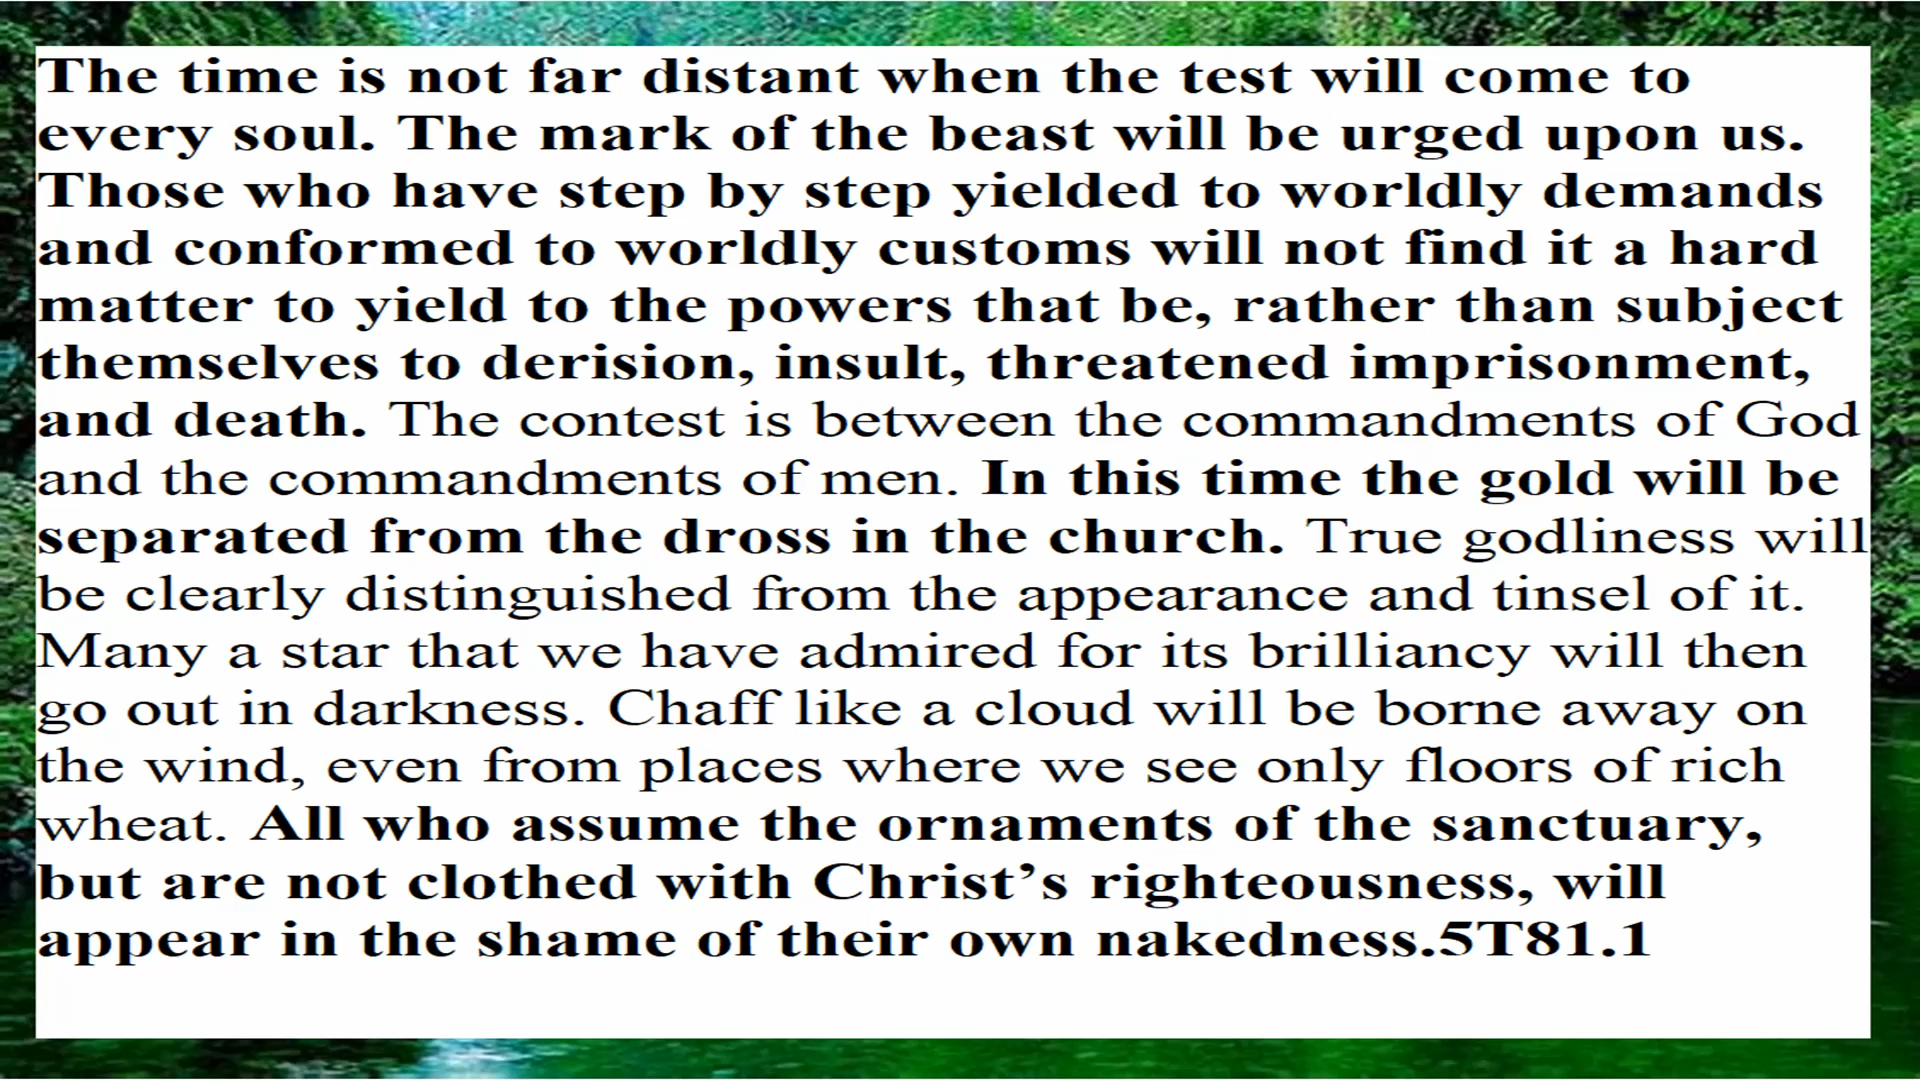 The time is not far distant when the test will come to
every soul. The mark of the beast will be urged upon us.
Those who have step by step yielded to worldly demands
and conformed to worldly customs will not find it a hard
matter to yield to the powers that be, rather than subject
themselves to derision, insult, threatened imprisonment,
and death. The contest is between the commandments of God
and the commandments of men. In this time the gold will be
separated from the dross in the church. True godliness will
be clearly distinguished from the appearance and tinsel of it.
Many a star that we have admired for its brilliancy will then
go out in darkness. Chaff like a cloud will be borne away on
the wind, even from places where we see only floors of rich
wheat. All who assume the ornaments of the sanctuary,
but are not clothed with Christ’s righteousness, will
appear in the shame of their own nakedness.5T81.1